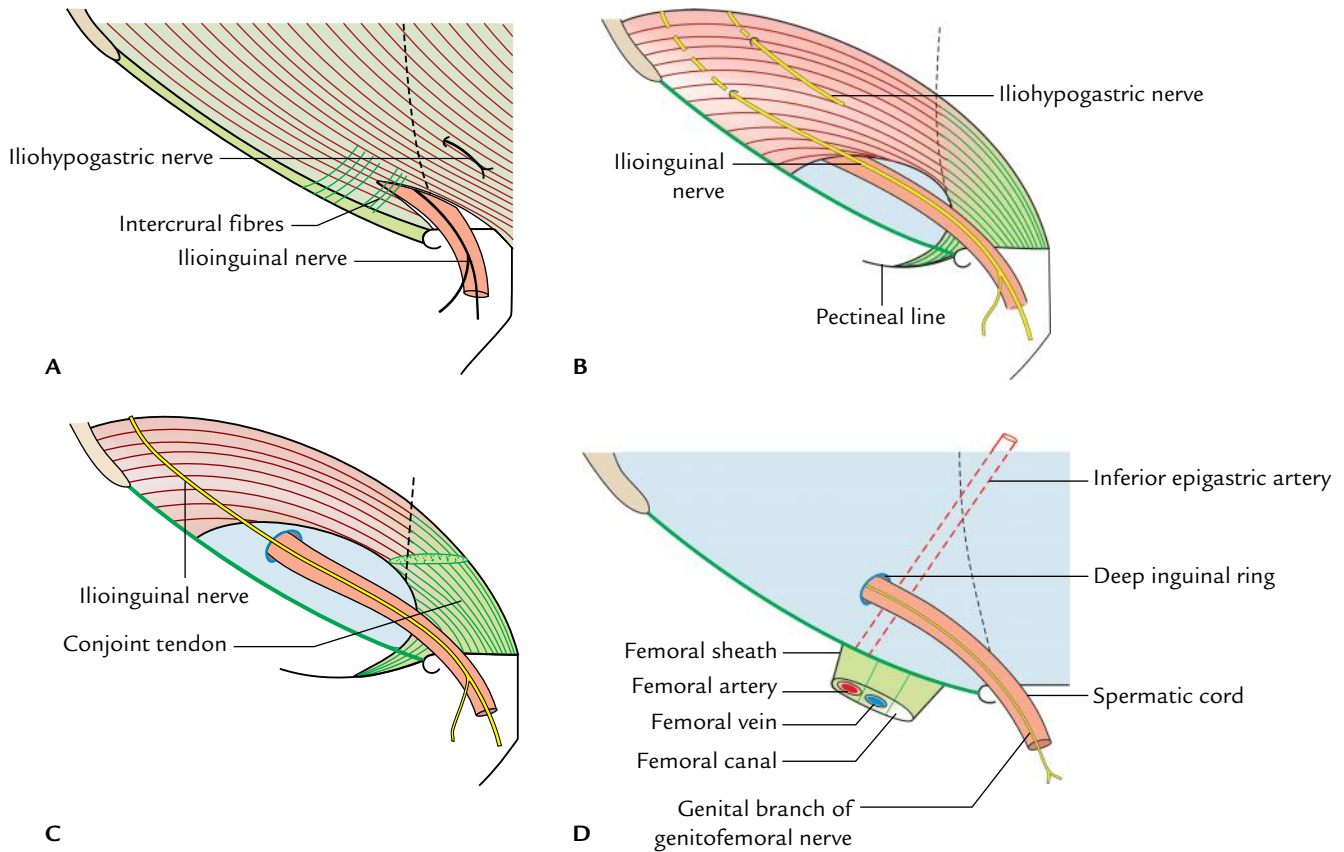 Iliohypogastric nerve
Intercrural fibres
Ilioinguinal nerve
A
Iliohypogastric nerve
Ilioinguinal
nerve
Pectineal line
B
Ilioinguinal nerve
Conjoint tendon
C
Inferior epigastric artery
Deep inguinal ring
Femoral sheath
Femoral artery
Spermatic cord
Femoral vein
Femoral canal
Genital branch of
genitofemoral nerve
D